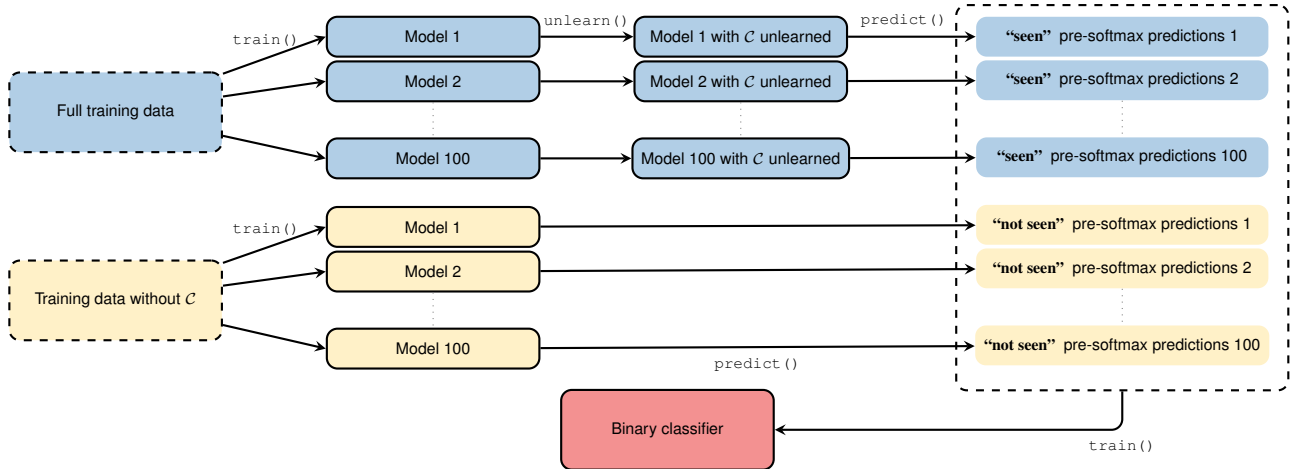 unlearn() predict()
train() Model 1 Model 1 with 𝒞 unlearned “seen” pre-softmax predictions 1
Model 2 Model 2 with 𝒞 unlearned “seen” pre-softmax predictions 2
Full training data
Model 100 Model 100 with 𝒞 unlearned “seen” pre-softmax predictions 100
train() Model 1 “not seen” pre-softmax predictions 1
Model 2 “not seen” pre-softmax predictions 2
Training data without 𝒞
Model 100 “not seen” pre-softmax predictions 100
predict()
Binary classifier
train()